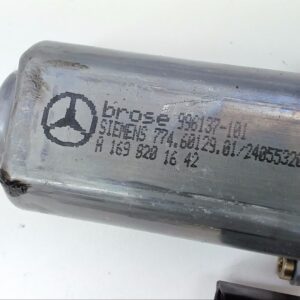 brose 996137-101
SIEMENS 774.60129.01/24055320
A 169 820 16 42